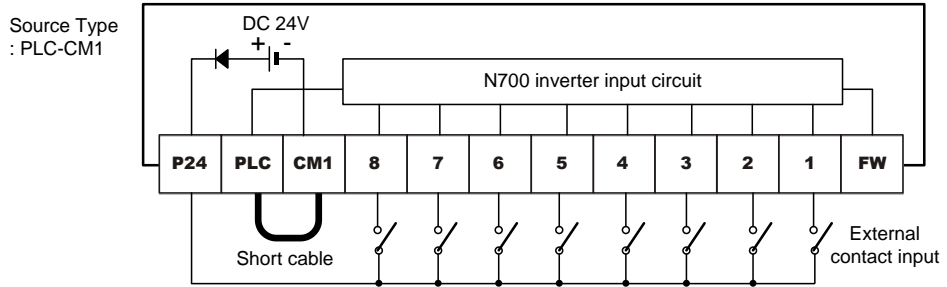 Source Type
: PLC-CM1
DC 24V
+ -
N700 inverter input circuit
P24 PLC CM1 8 7 6 5 4 3 2 1 FW
Short cable
External
contact input